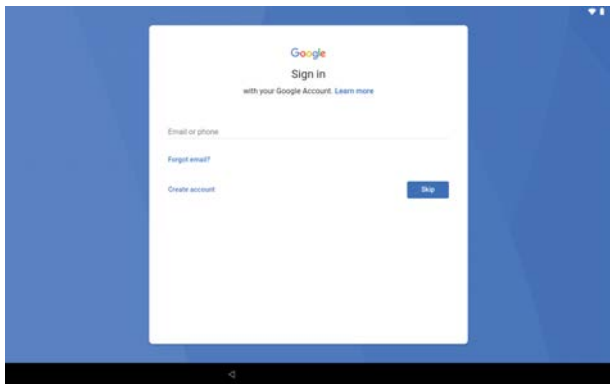 Google
Sign in
with your Google Account. Learn more
Email or phone
Forgot email?
Create account
Skip